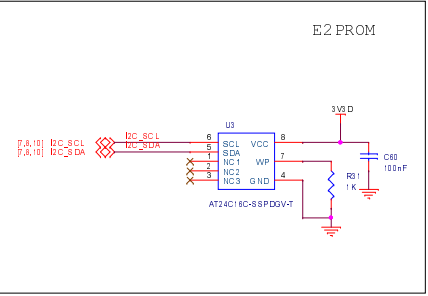 E2PROM
3V3D
U3
I2C_SCL
[7,8,10] I2C_SCL
6 SCL VCC 8
I2C_SDA
[7,8,10] I2C_SDA
5 SDA
1 NC1 WP 7
2 NC2
3 NC3 GND 4
C60
100nF
R31
1K
AT24C16C-SSPDGV-T